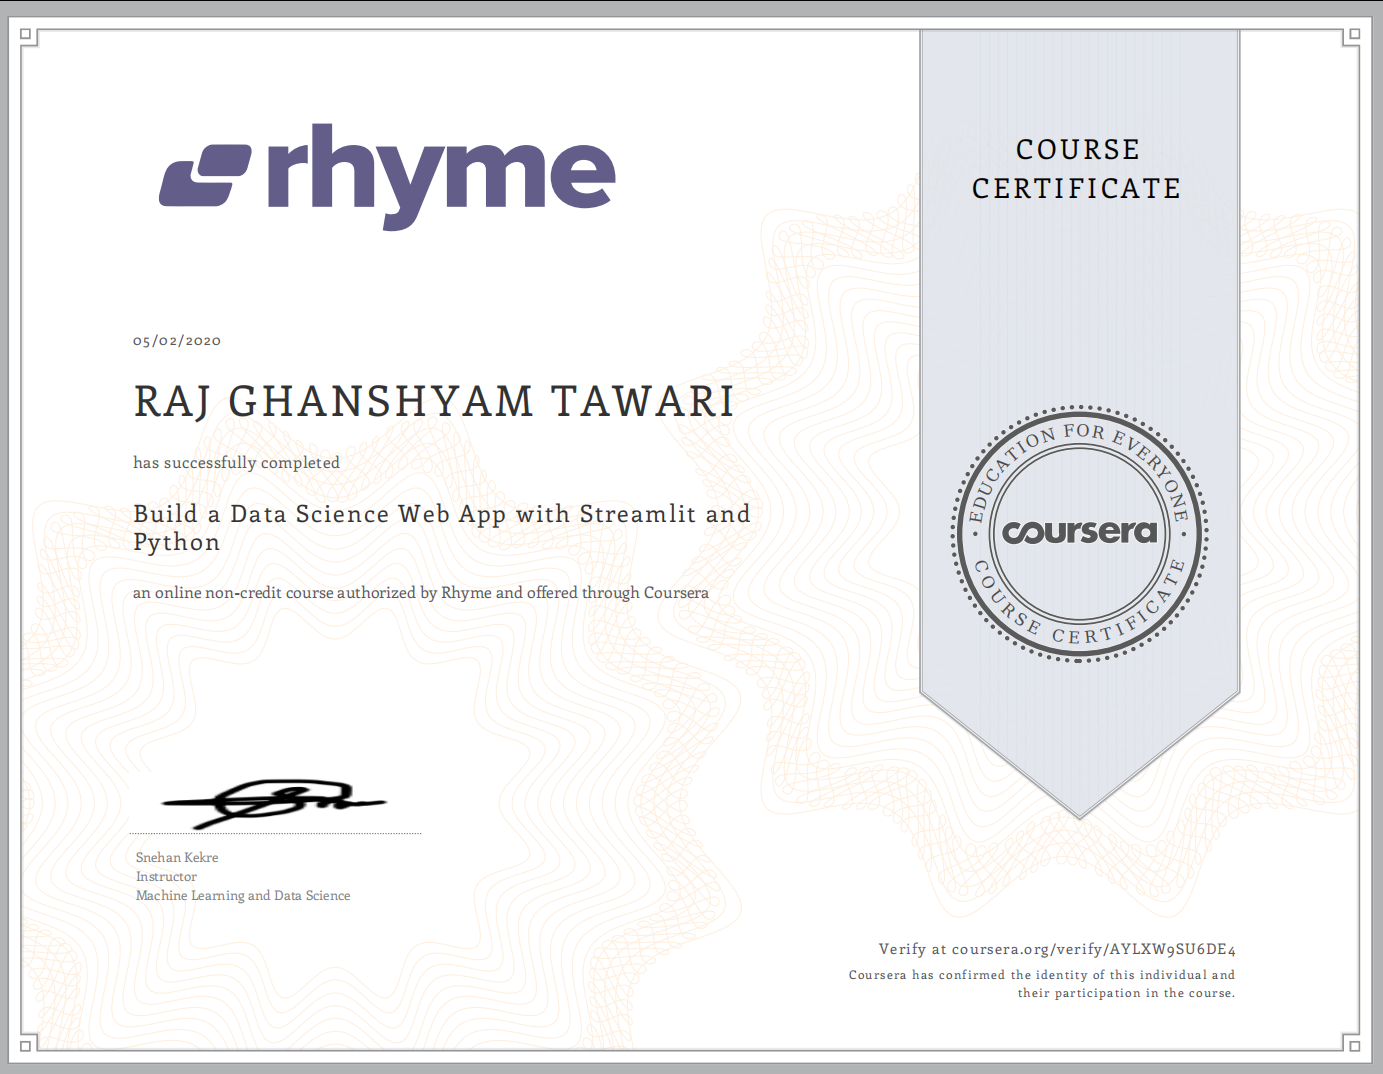 rhyme
COURSE
CERTIFICATE
05/02/2020
RAJ GHANSHYAM TAWARI
has successfully completed
Build a Data Science Web App with Streamlit and
Python
an online non-credit course authorized by Rhyme and offered through Coursera
EDUCATION FOR EVERYONE
coursera
COURSE CERTIFICATE
Snehan Kekre
Instructor
Machine Learning and Data Science
Verify at coursera.org/verify/AYLXW9SU6DE4
Coursera has confirmed the identity of this individual and
their participation in the course.